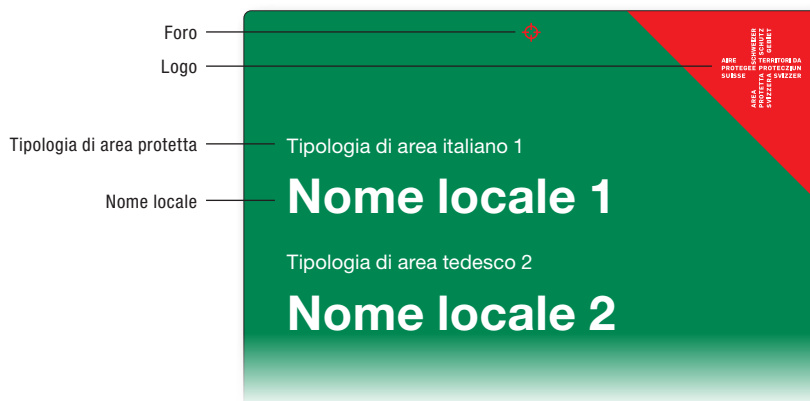 Foro
Logo
SCHWEIZER
SCHUTZ
GEBIET
AIRE
PROTEGEE
SUISSE
TERRITORI DA
PROTECZIUN
SVIZZER
AREA
PROTETTA
SVIZZERA
Tipologia di area protetta
Tipologia di area italiano 1
Nome locale
Nome locale 1
Tipologia di area tedesco 2
Nome locale 2